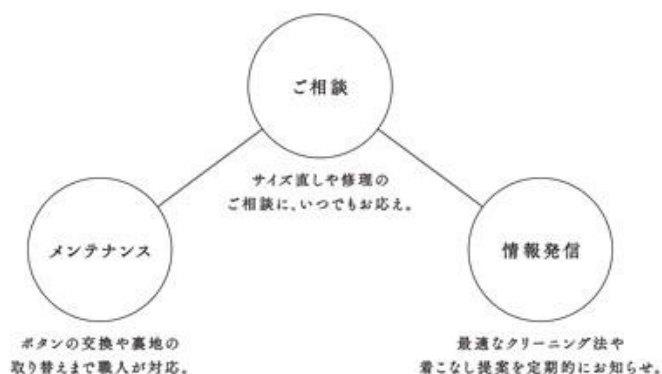 ご相談
サイズ直しや修理の
ご相談に、いつでもお応え。
メンテナンス
ボタンの交換や裏地の
取り替えまで職人が対応。
情報発信
最適なクリーニング法や
着こなし提案を定期的にお知らせ。